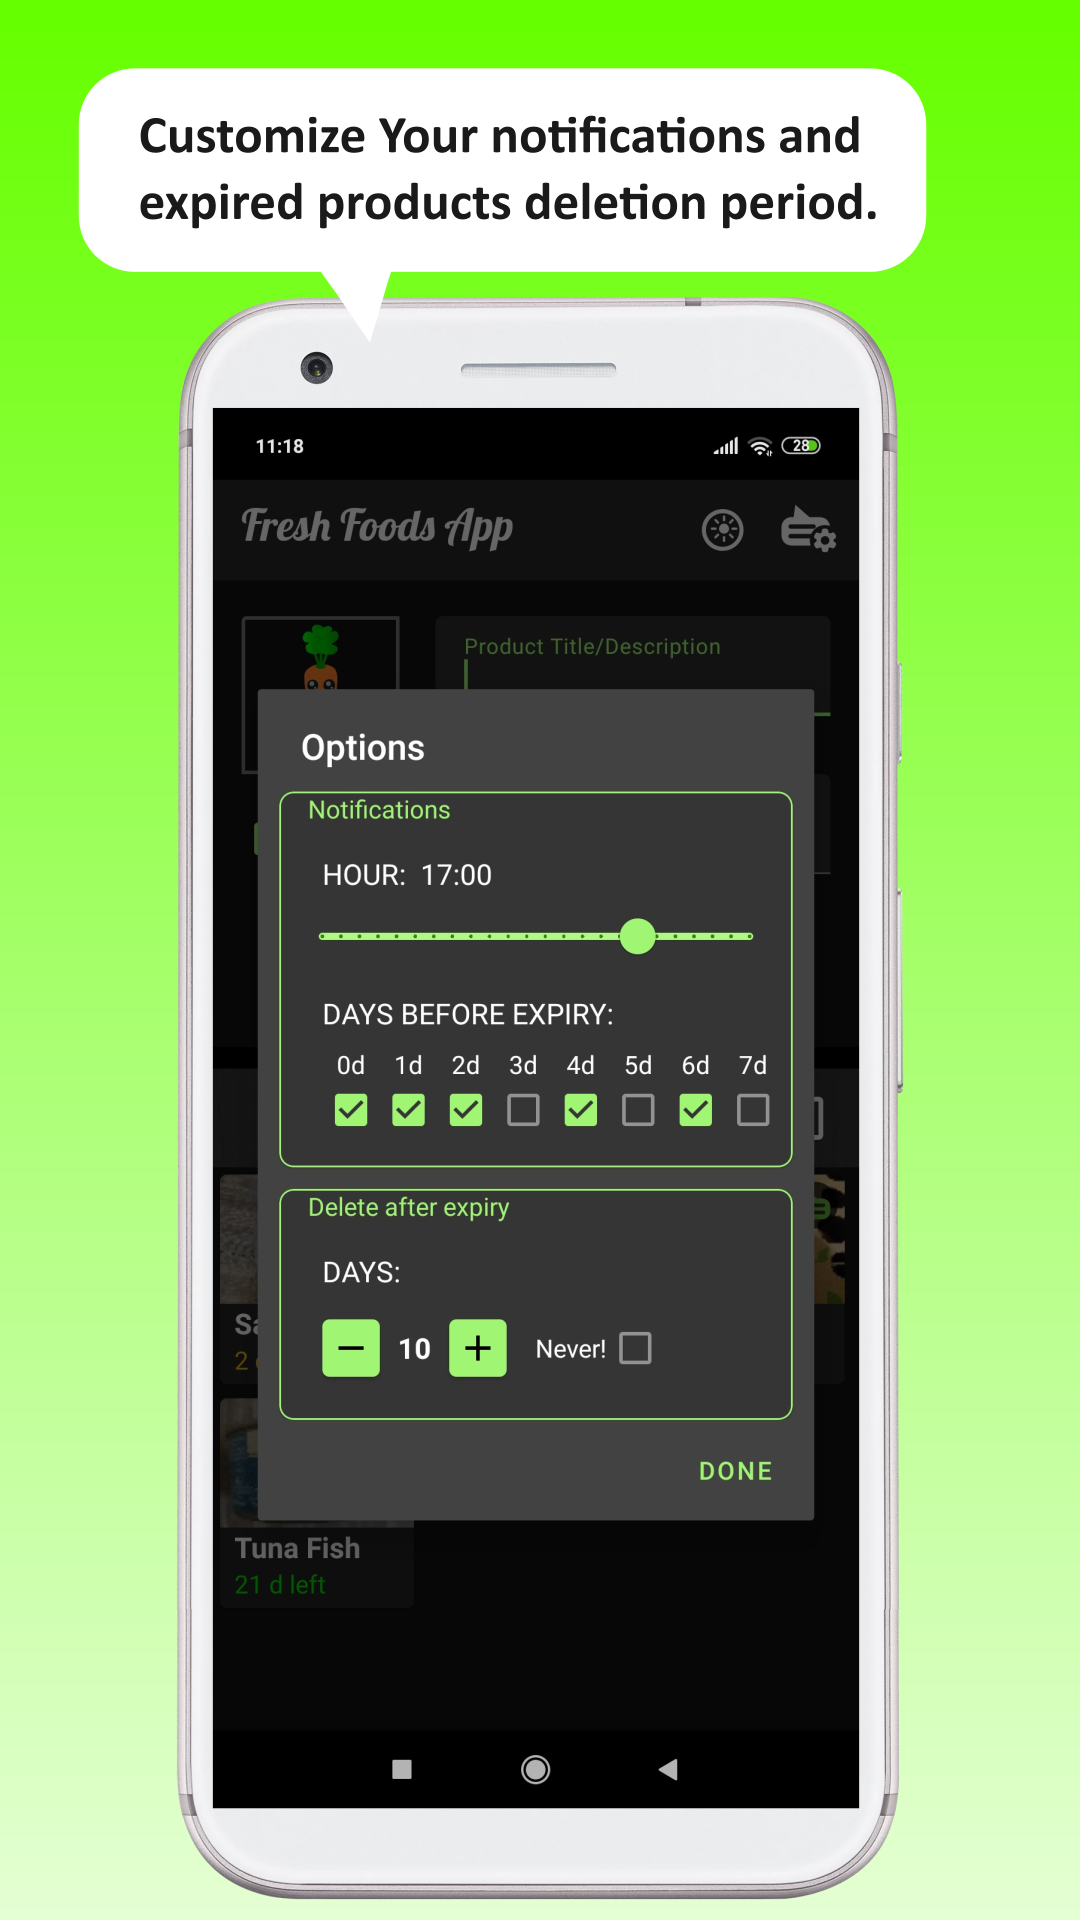 Customize Your notifications and
expired products deletion period.
11:18
28
Fresh Foods App
Product Title/Description
Options
Notifications
HOUR: 17:00
DAYS BEFORE EXPIRY:
0d 1d 2d 3d 4d 5d 6d 7d
Delete after expiry
DAYS:
10 Never!
DONE
Tuna Fish
21 d left